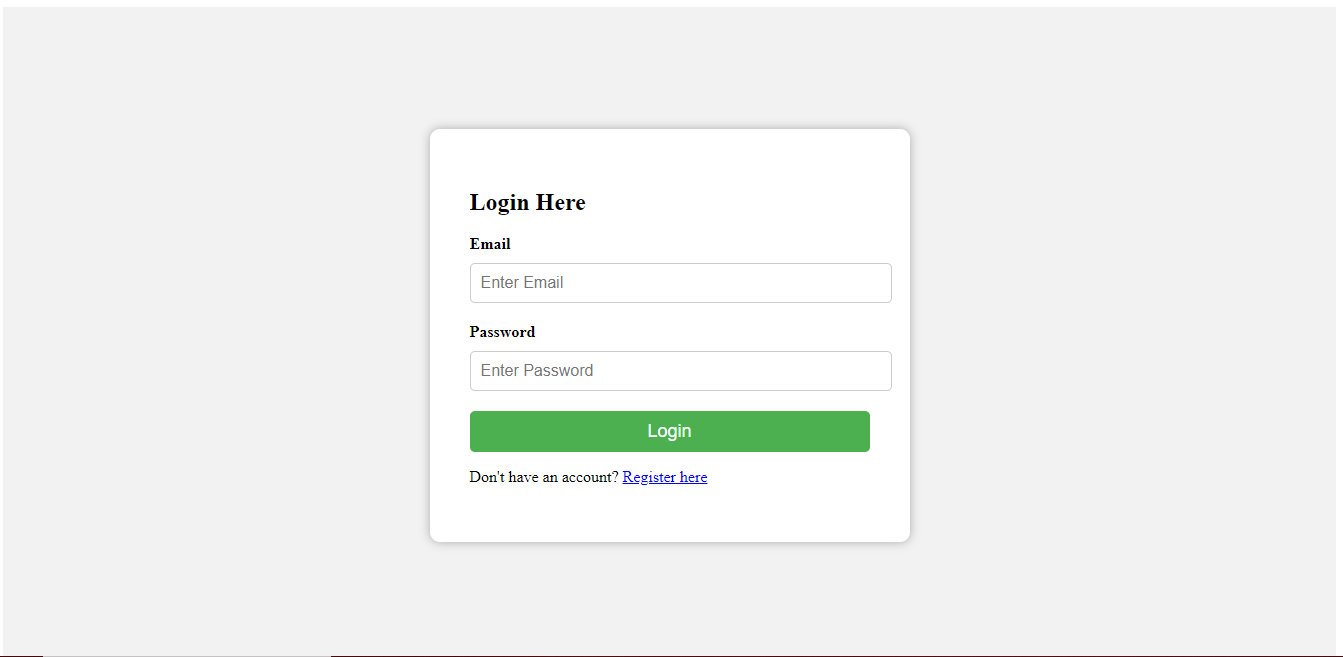 Login Here
Email
Enter Email
Password
Enter Password
Login
Don't have an account? Register here